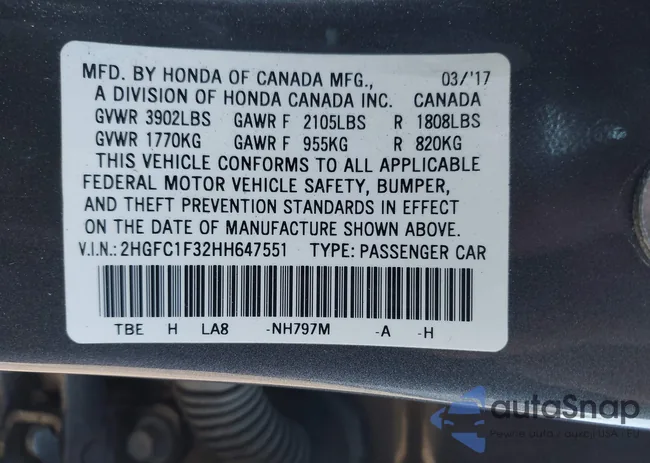 MFD. BY HONDA OF CANADA MFG., 03/'17
A DIVISION OF HONDA CANADA INC. CANADA
GVWR 3902LBS GAWR F 2105LBS R 1808LBS
GVWR 1770KG GAWR F 955KG R 820KG
THIS VEHICLE CONFORMS TO ALL APPLICABLE
FEDERAL MOTOR VEHICLE SAFETY, BUMPER,
AND THEFT PREVENTION STANDARDS IN EFFECT
ON THE DATE OF MANUFACTURE SHOWN ABOVE.
V.I.N.: 2HGFC1F32HH647551 TYPE: PASSENGER CAR
TBE H LA8 -NH797M -A -H
autoSnap